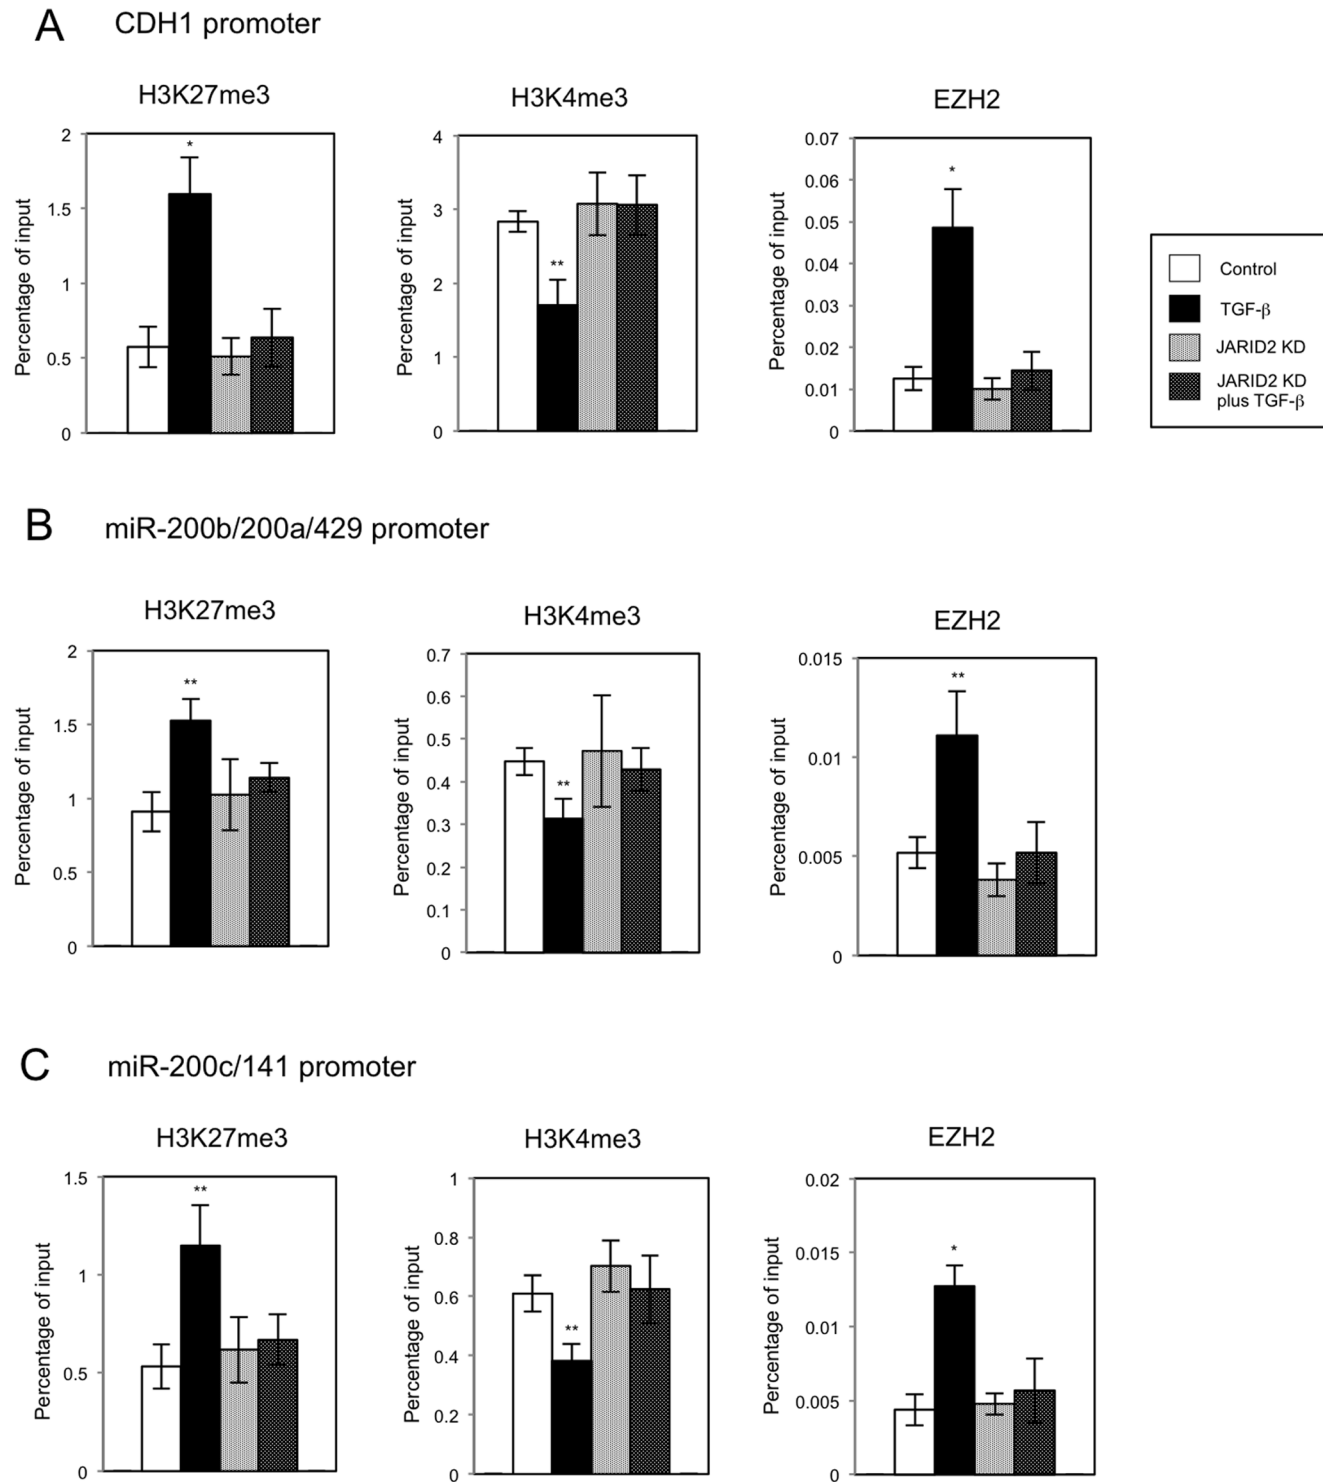 A CDH1 promoter
H3K27me3
Percentage of input
2
1.5
1
0.5
0
*
H3K4me3
Percentage of input
4
3
2
1
0
**
EZH2
Percentage of input
0.07
0.06
0.05
0.04
0.03
0.02
0.01
0
*
Control
TGF-β
JARID2 KD
JARID2 KD
plus TGF-β
B miR-200b/200a/429 promoter
H3K27me3
Percentage of input
2
1.5
1
0.5
0
**
H3K4me3
Percentage of input
0.7
0.6
0.5
0.4
0.3
0.2
0.1
0
**
EZH2
Percentage of input
0.015
0.01
0.005
0
**
C miR-200c/141 promoter
H3K27me3
Percentage of input
1.5
1
0.5
0
**
H3K4me3
Percentage of input
1
0.8
0.6
0.4
0.2
0
**
EZH2
Percentage of input
0.02
0.015
0.01
0.005
0
*